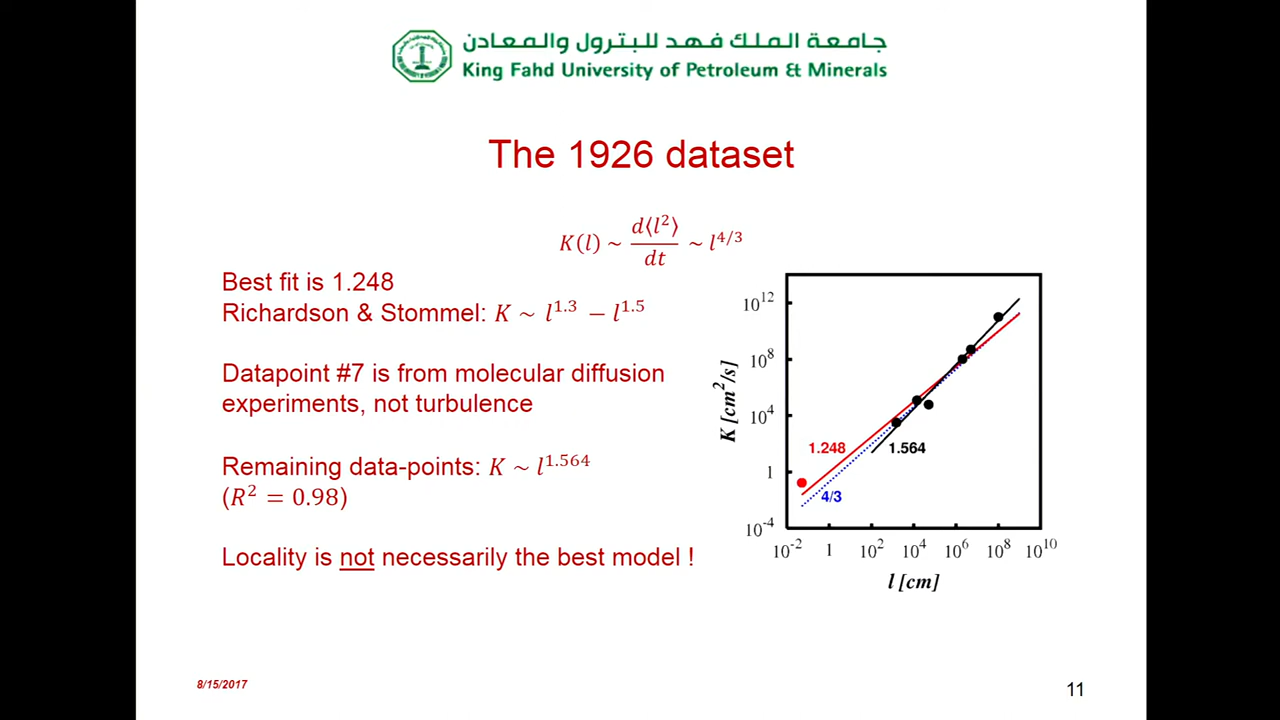 جامعة الملك فهد للبترول والمعادن
King Fahd University of Petroleum & Minerals
The 1926 dataset
K(l) ~ d⟨l²⟩/dt ~ l^{4/3}
Best fit is 1.248
Richardson & Stommel: K ~ l^{1.3} − l^{1.5}
Datapoint #7 is from molecular diffusion
experiments, not turbulence
Remaining data-points: K ~ l^{1.564}
(R² = 0.98)
Locality is not necessarily the best model !
K [cm²/s]
10^{12}
10^{8}
10^{4}
1
10^{-4}
1.248
1.564
4/3
10^{-2} 1 10^{2} 10^{4} 10^{6} 10^{8} 10^{10}
l [cm]
8/15/2017
11